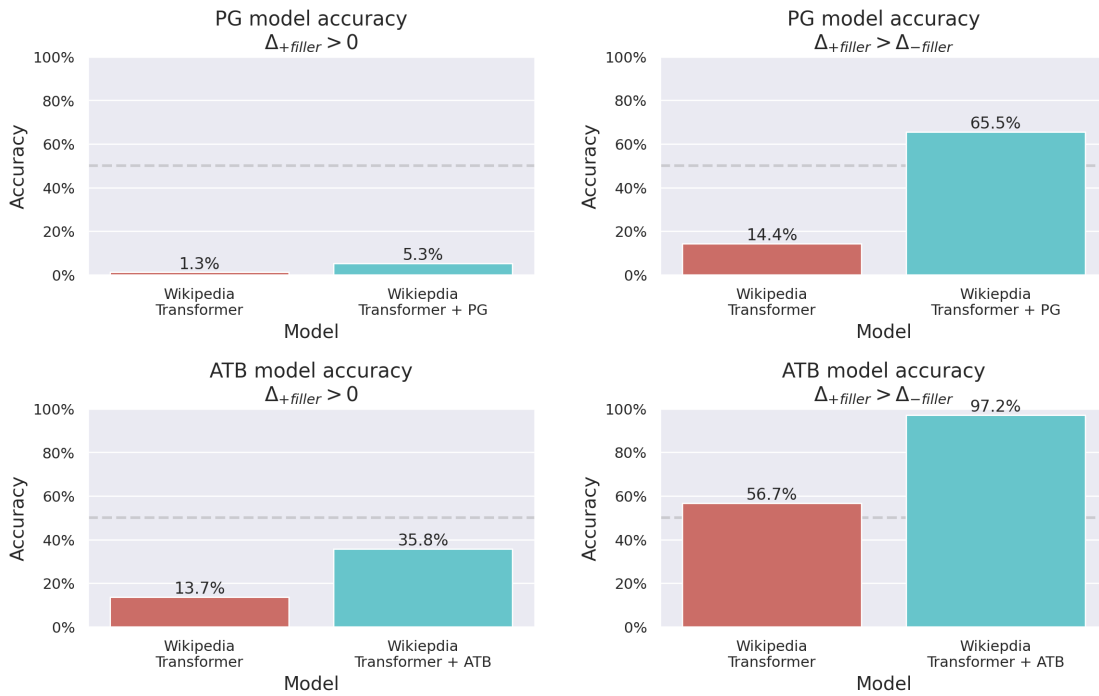 PG model accuracy
Δ+filler > 0
100%
80%
60%
40%
20%
0%
Accuracy
1.3%
5.3%
Wikipedia
Transformer
Wikiepdia
Transformer + PG
Model
PG model accuracy
Δ+filler > Δ−filler
100%
80%
60%
40%
20%
0%
Accuracy
14.4%
65.5%
Wikipedia
Transformer
Wikiepdia
Transformer + PG
Model
ATB model accuracy
Δ+filler > 0
100%
80%
60%
40%
20%
0%
Accuracy
13.7%
35.8%
Wikipedia
Transformer
Wikiepdia
Transformer + ATB
Model
ATB model accuracy
Δ+filler > Δ−filler
100%
80%
60%
40%
20%
0%
Accuracy
56.7%
97.2%
Wikipedia
Transformer
Wikiepdia
Transformer + ATB
Model